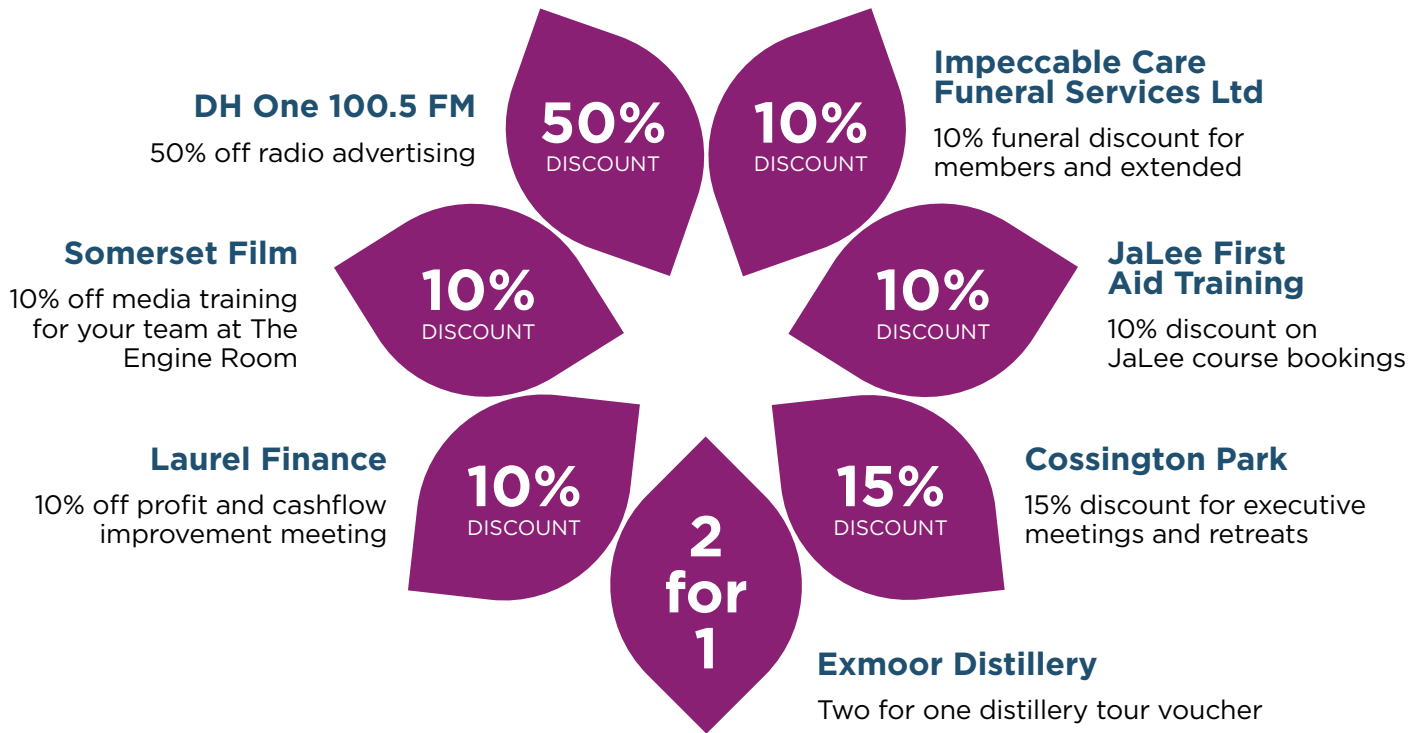 DH One 100.5 FM
50% off radio advertising
50%
DISCOUNT
10%
DISCOUNT
Impeccable Care
Funeral Services Ltd
10% funeral discount for
members and extended
Somerset Film
10% off media training
for your team at The
Engine Room
10%
DISCOUNT
10%
DISCOUNT
JaLee First
Aid Training
10% discount on
JaLee course bookings
Laurel Finance
10% off profit and cashflow
improvement meeting
10%
DISCOUNT
15%
DISCOUNT
Cossington Park
15% discount for executive
meetings and retreats
2
for
1
Exmoor Distillery
Two for one distillery tour voucher